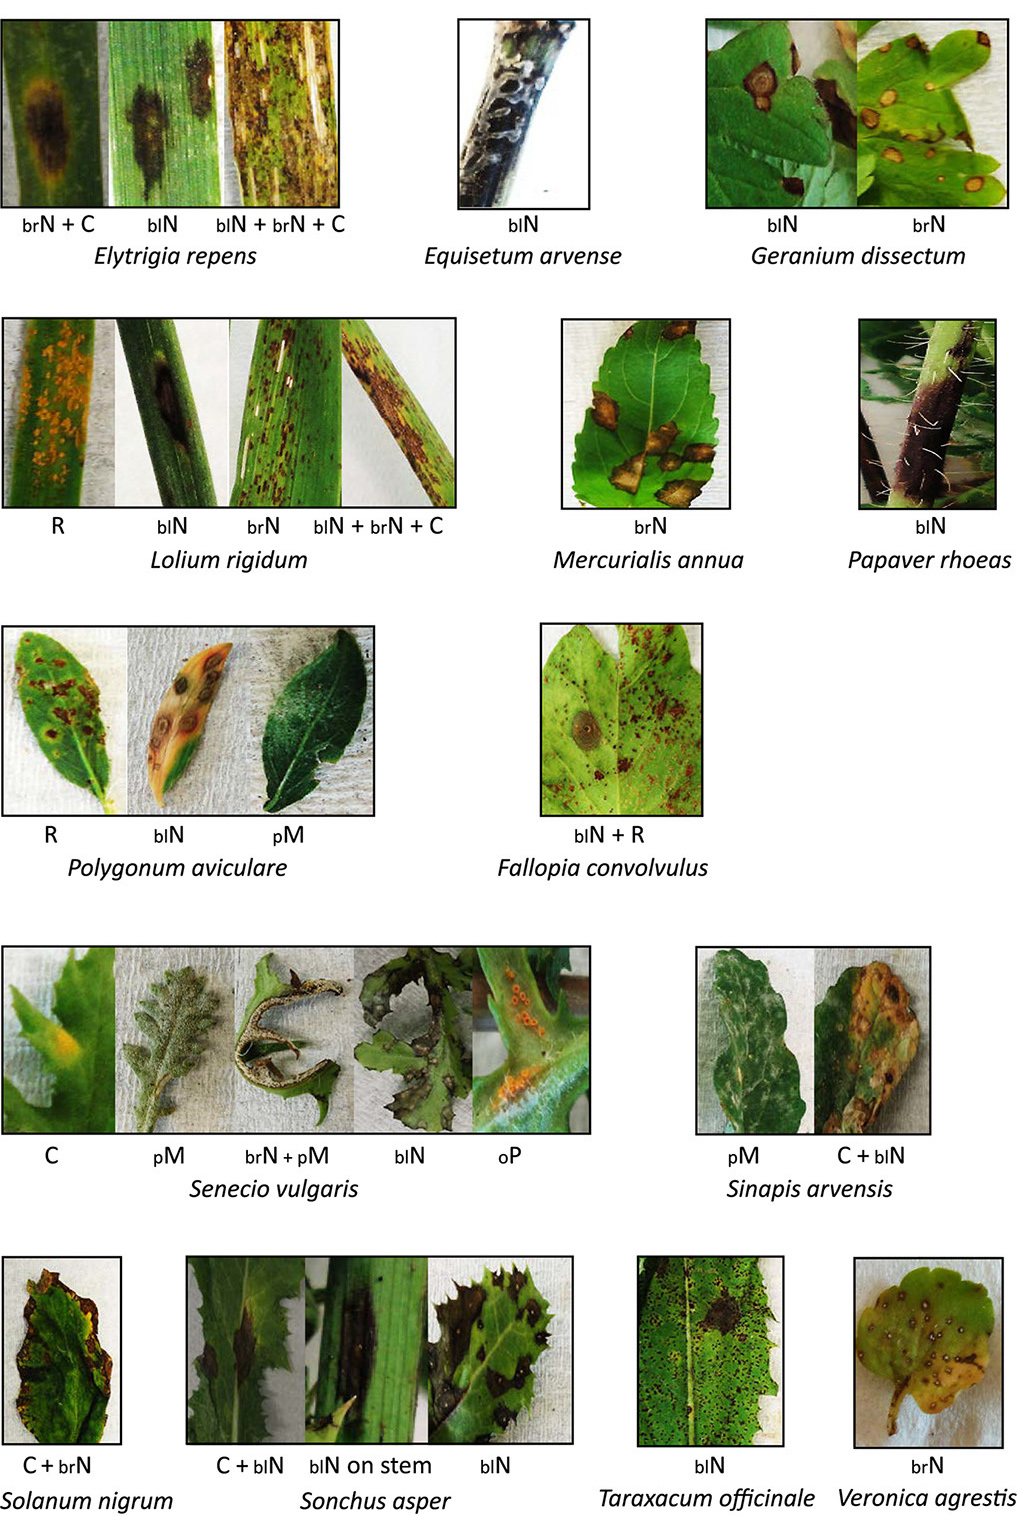 brN + C blN blN + brN + C
Elytrigia repens
blN
Equisetum arvense
blN brN
Geranium dissectum
R blN brN blN + brN + C
Lolium rigidum
brN
Mercurialis annua
blN
Papaver rhoeas
R blN pM
Polygonum aviculare
blN + R
Fallopia convolvulus
C pM brN + pM blN oP
Senecio vulgaris
pM C + blN
Sinapis arvensis
C + brN
Solanum nigrum
C + blN blN on stem blN
Sonchus asper
blN
Taraxacum officinale
brN
Veronica agrestis